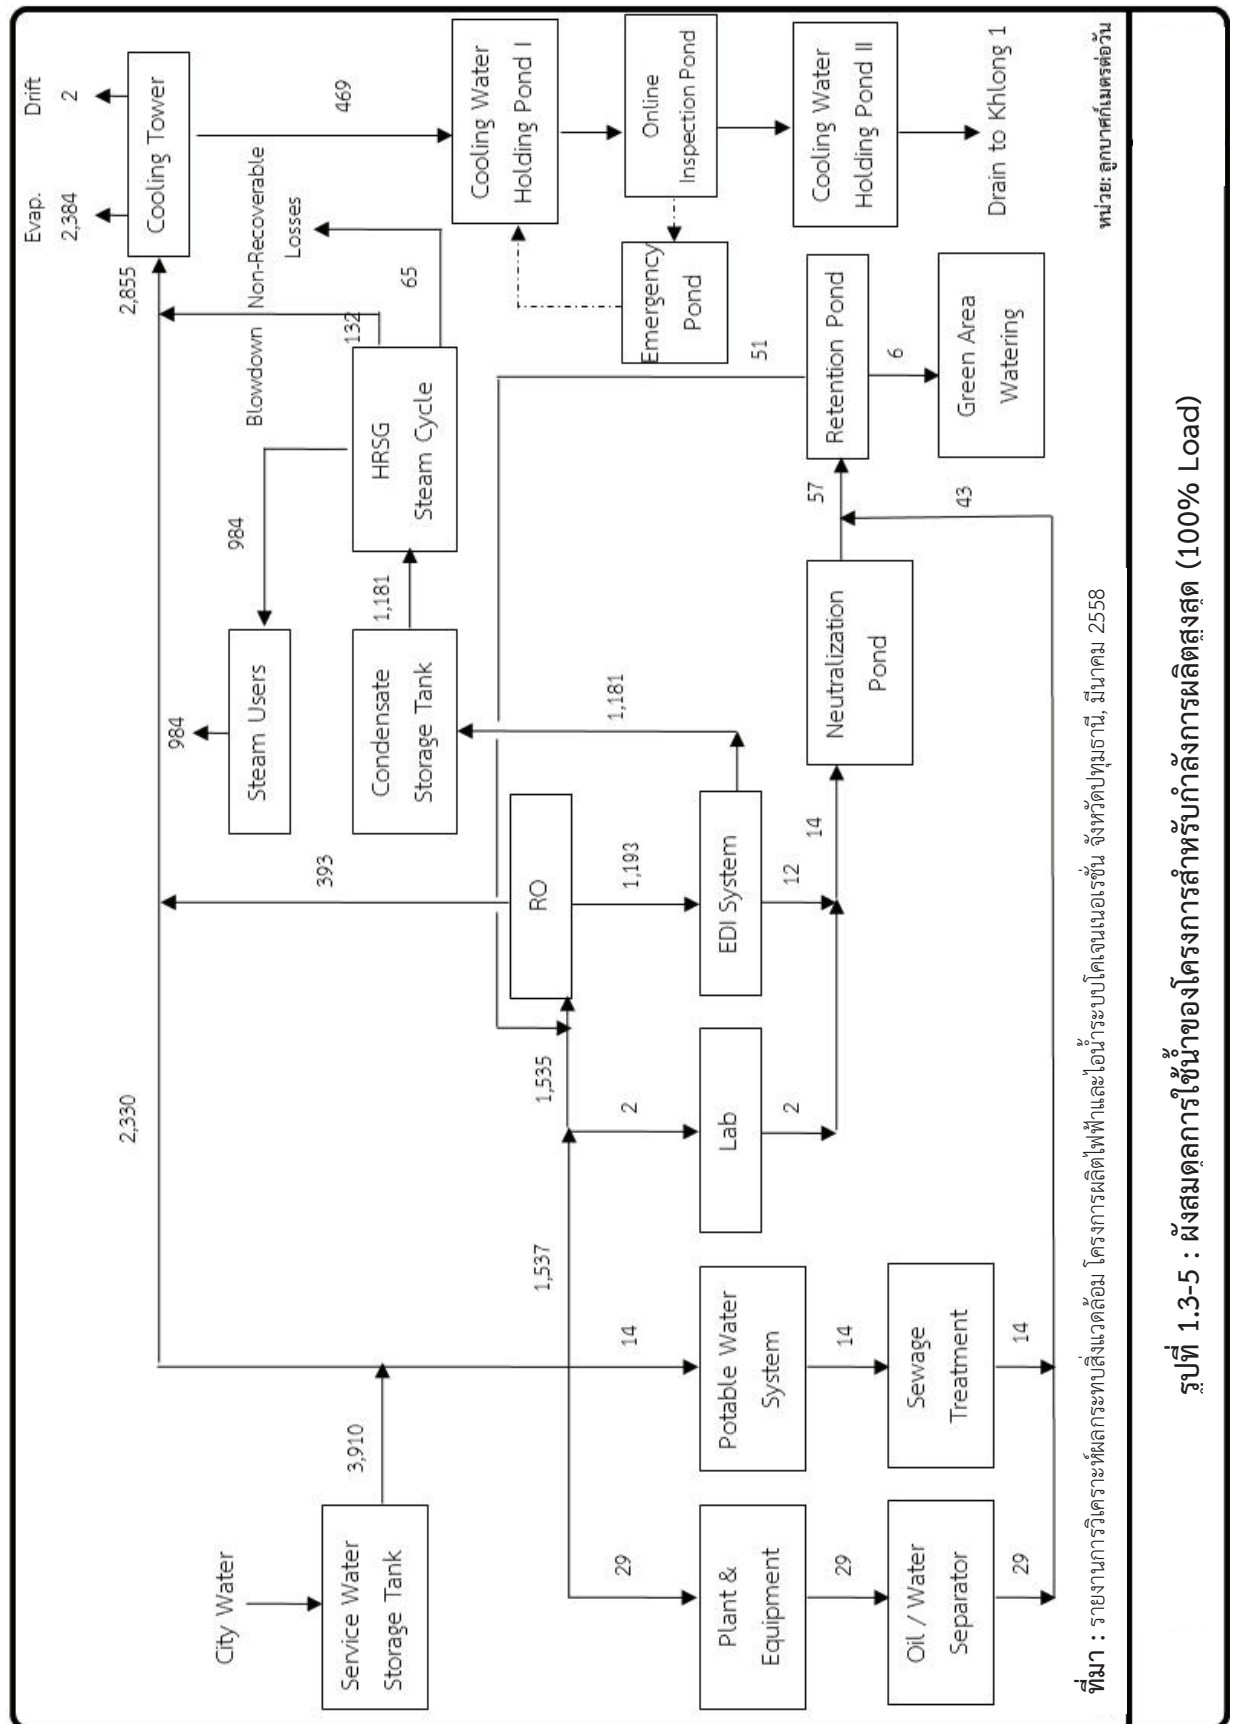 City Water
Service Water
Storage Tank
3,910
2,330
2,855
Evap.
2,384
Drift
2
Cooling Tower
469
Cooling Water
Holding Pond I
Online
Inspection Pond
Cooling Water
Holding Pond II
Drain to Khlong 1
Emergency
Pond
Blowdown
Non-Recoverable
Losses
132
65
HRSG
Steam Cycle
984
Steam Users
984
Condensate
Storage Tank
1,181
1,181
393
RO
1,193
EDI System
12
14
1,535
2
Lab
2
1,537
14
Potable Water
System
14
Sewage
Treatment
14
29
Plant &
Equipment
29
Oil / Water
Separator
29
Neutralization
Pond
57
43
Retention Pond
51
6
Green Area
Watering
หน่วย: ลูกบาศก์เมตรต่อวัน
ที่มา : รายงานการวิเคราะห์ผลกระทบสิ่งแวดล้อม โครงการผลิตไฟฟ้าและไอน้ำระบบโคเจนเนอเรชั่น จังหวัดปทุมธานี, มีนาคม 2558
รูปที่ 1.3-5 : ผังสมดุลการใช้น้ำของโครงการสำหรับกำลังการผลิตสูงสุด (100% Load)